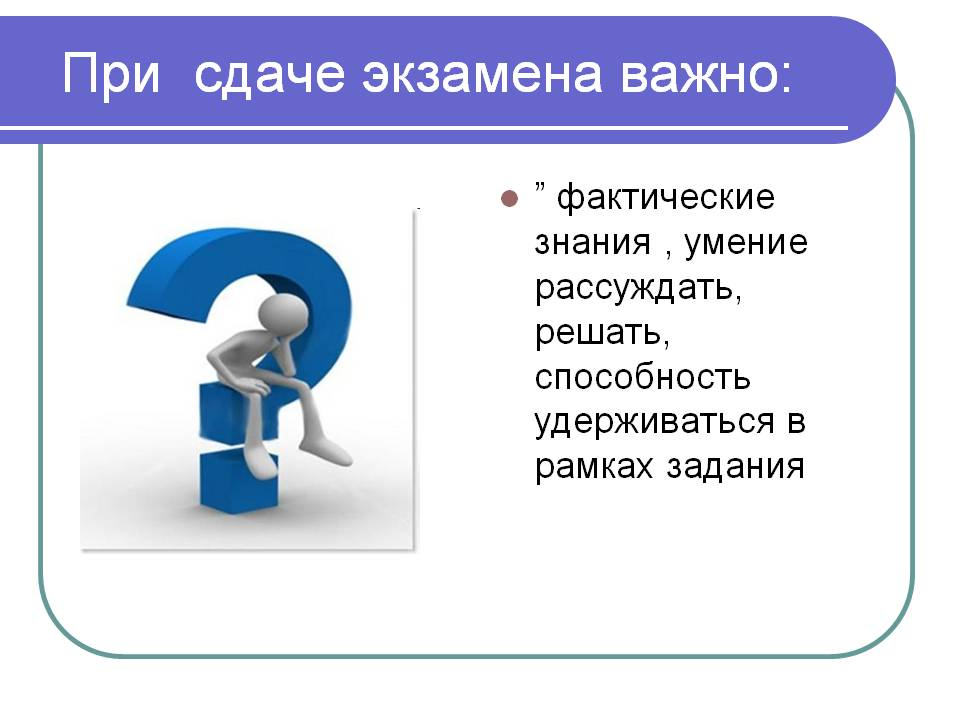 При  сдаче экзамена важно:
” фактические
знания , умение
рассуждать,
решать,
способность
удерживаться в
рамках задания